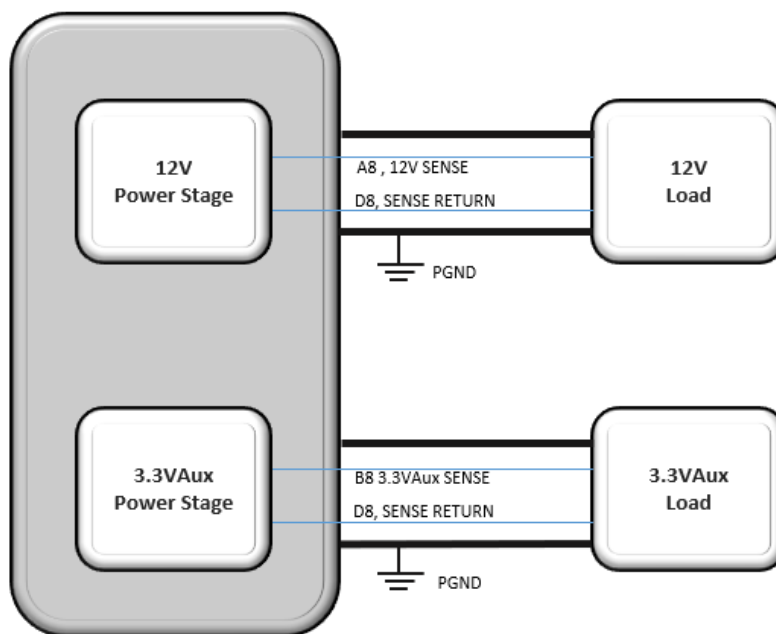 12V
Power Stage
A8 , 12V SENSE
D8, SENSE RETURN
PGND
12V
Load
3.3VAux
Power Stage
B8 3.3VAux SENSE
D8, SENSE RETURN
PGND
3.3VAux
Load